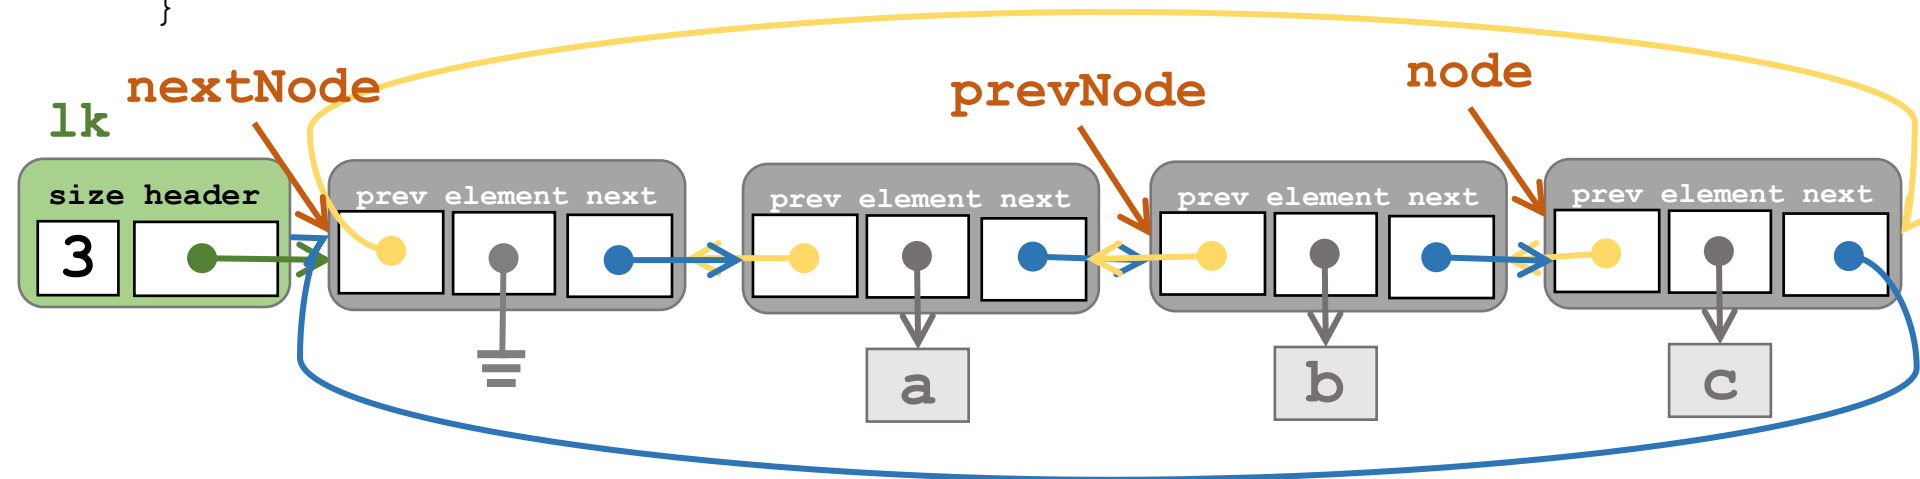 }
nextNode
prevNode
node
lk
size header
prev element next
prev element next
prev element next
prev element next
3
a
b
c